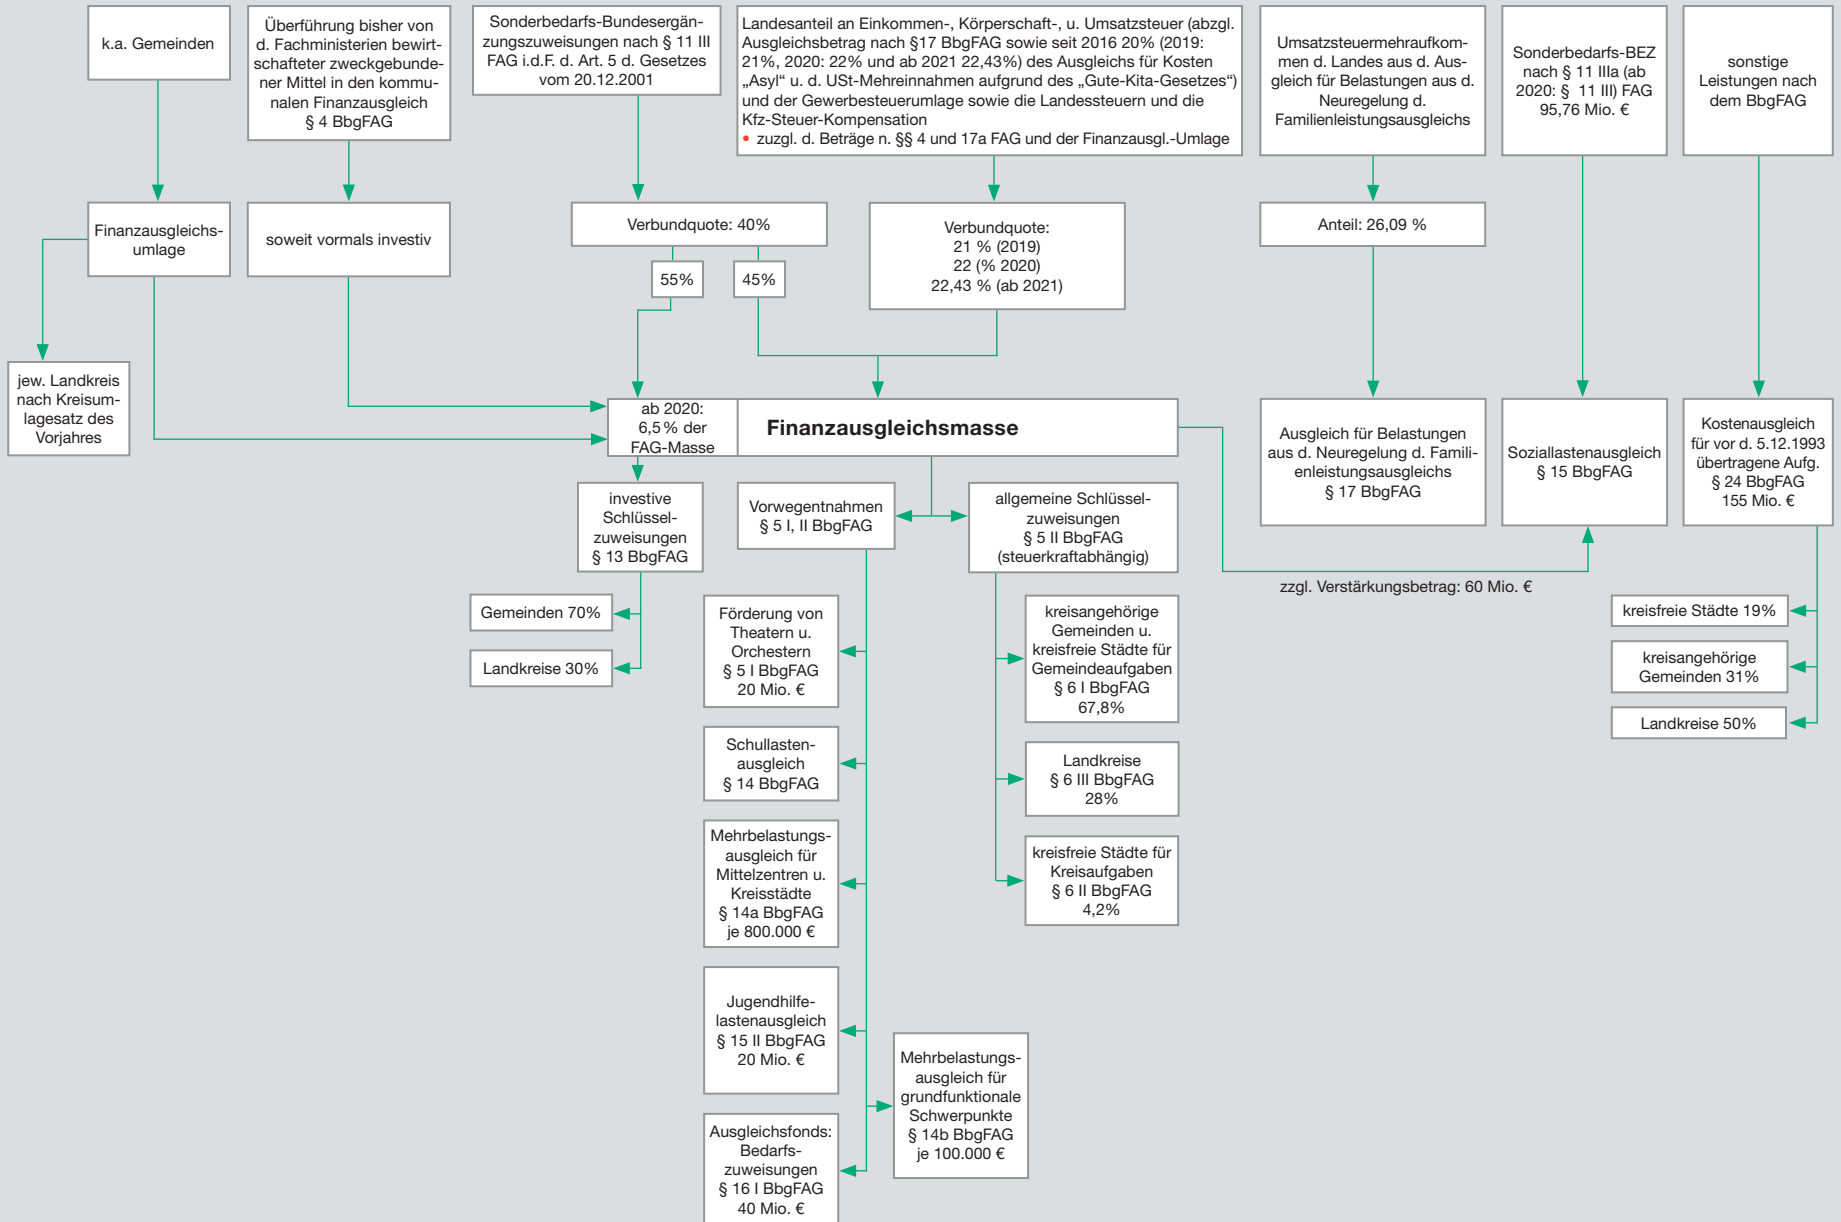 k.a. Gemeinden
Überführung bisher von
d. Fachministerien bewirt-
schafteter zweckgebunde-
ner Mittel in den kommu-
nalen Finanzausgleich
§ 4 BbgFAG
Sonderbedarfs-Bundesergän-
zungszuweisungen nach § 11 III
FAG i.d.F. d. Art. 5 d. Gesetzes
vom 20.12.2001
Landesanteil an Einkommen-, Körperschaft-, u. Umsatzsteuer (abzgl.
Ausgleichsbetrag nach §17 BbgFAG sowie seit 2016 20% (2019:
21%, 2020: 22% und ab 2021 22,43%) des Ausgleichs für Kosten
„Asyl“ u. d. USt-Mehreinnahmen aufgrund des „Gute-Kita-Gesetzes“)
und der Gewerbesteuerumlage sowie die Landessteuern und die
Kfz-Steuer-Kompensation
• zuzgl. d. Beträge n. §§ 4 und 17a FAG und der Finanzausgl.-Umlage
Umsatzsteuermehraufkom-
men d. Landes aus d. Aus-
gleich für Belastungen aus d.
Neuregelung d.
Familienleistungsausgleichs
Sonderbedarfs-BEZ
nach § 11 IIIa (ab
2020: § 11 III) FAG
95,76 Mio. €
sonstige
Leistungen nach
dem BbgFAG
Finanzausgleichs-
umlage
soweit vormals investiv
Verbundquote: 40%
55%
45%
Verbundquote:
21 % (2019)
22 (% 2020)
22,43 % (ab 2021)
Anteil: 26,09 %
jew. Landkreis
nach Kreisum-
lagesatz des
Vorjahres
ab 2020:
6,5% der
FAG-Masse
Finanzausgleichsmasse
Ausgleich für Belastungen
aus d. Neuregelung d. Famili-
enleistungsausgleichs
§ 17 BbgFAG
Soziallastenausgleich
§ 15 BbgFAG
Kostenausgleich
für vor d. 5.12.1993
übertragene Aufg.
§ 24 BbgFAG
155 Mio. €
investive
Schlüssel-
zuweisungen
§ 13 BbgFAG
Vorwegentnahmen
§ 5 I, II BbgFAG
allgemeine Schlüssel-
zuweisungen
§ 5 II BbgFAG
(steuerkraftabhängig)
zzgl. Verstärkungsbetrag: 60 Mio. €
Gemeinden 70%
Landkreise 30%
Förderung von
Theatern u.
Orchestern
§ 5 I BbgFAG
20 Mio. €
kreisangehörige
Gemeinden u.
kreisfreie Städte für
Gemeindeaufgaben
§ 6 I BbgFAG
67,8%
kreisfreie Städte 19%
kreisangehörige
Gemeinden 31%
Landkreise 50%
Schullasten-
ausgleich
§ 14 BbgFAG
Landkreise
§ 6 III BbgFAG
28%
Mehrbelastungs-
ausgleich für
Mittelzentren u.
Kreisstädte
§ 14a BbgFAG
je 800.000 €
kreisfreie Städte für
Kreisaufgaben
§ 6 II BbgFAG
4,2%
Jugendhilfe-
lastenausgleich
§ 15 II BbgFAG
20 Mio. €
Mehrbelastungs-
ausgleich für
grundfunktionale
Schwerpunkte
§ 14b BbgFAG
je 100.000 €
Ausgleichsfonds:
Bedarfs-
zuweisungen
§ 16 I BbgFAG
40 Mio. €